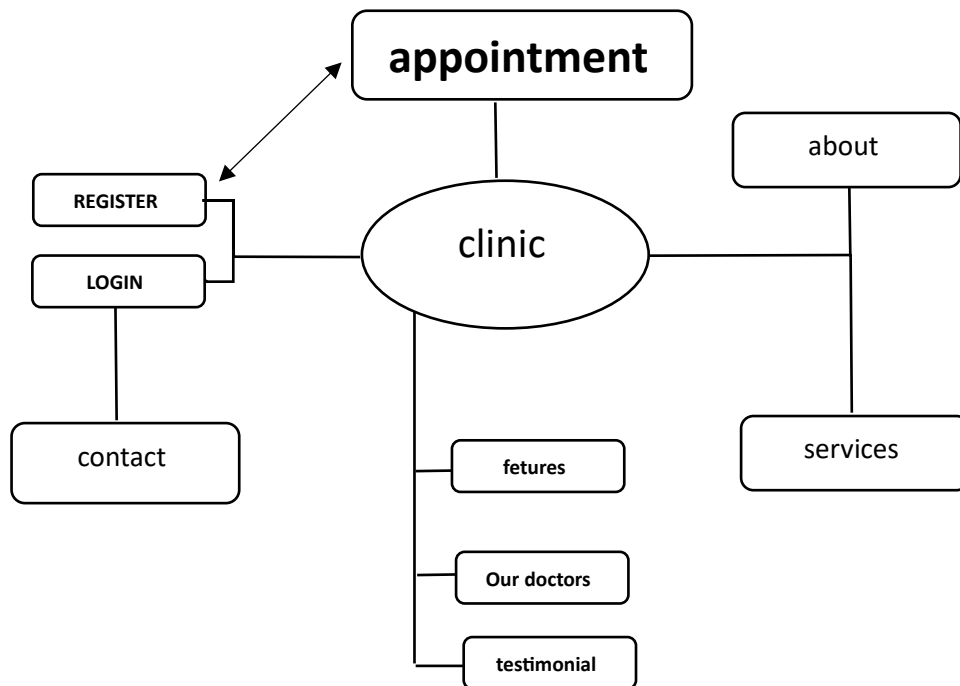 appointment
about
REGISTER
clinic
LOGIN
contact
services
fetures
Our doctors
testimonial